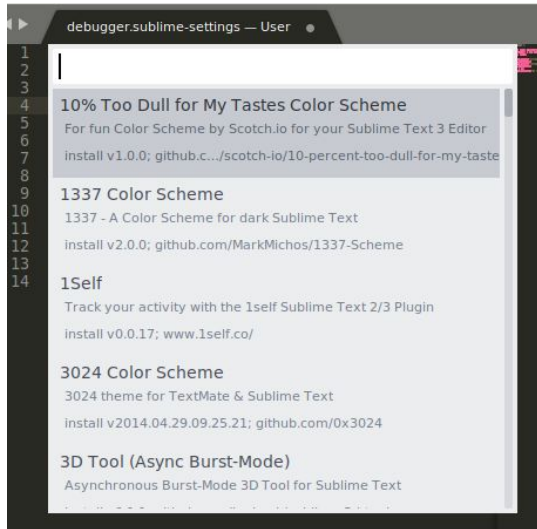 debugger.sublime-settings — User
1
2
3
4
5
6
7
8
9
10
11
12
13
14
10% Too Dull for My Tastes Color Scheme
For fun Color Scheme by Scotch.io for your Sublime Text 3 Editor
install v1.0.0; github.c.../scotch-io/10-percent-too-dull-for-my-taste
1337 Color Scheme
1337 - A Color Scheme for dark Sublime Text
install v2.0.0; github.com/MarkMichos/1337-Scheme
1Self
Track your activity with the 1self Sublime Text 2/3 Plugin
install v0.0.17; www.1self.co/
3024 Color Scheme
3024 theme for TextMate & Sublime Text
install v2014.04.29.09.25.21; github.com/0x3024
3D Tool (Async Burst-Mode)
Asynchronous Burst-Mode 3D Tool for Sublime Text